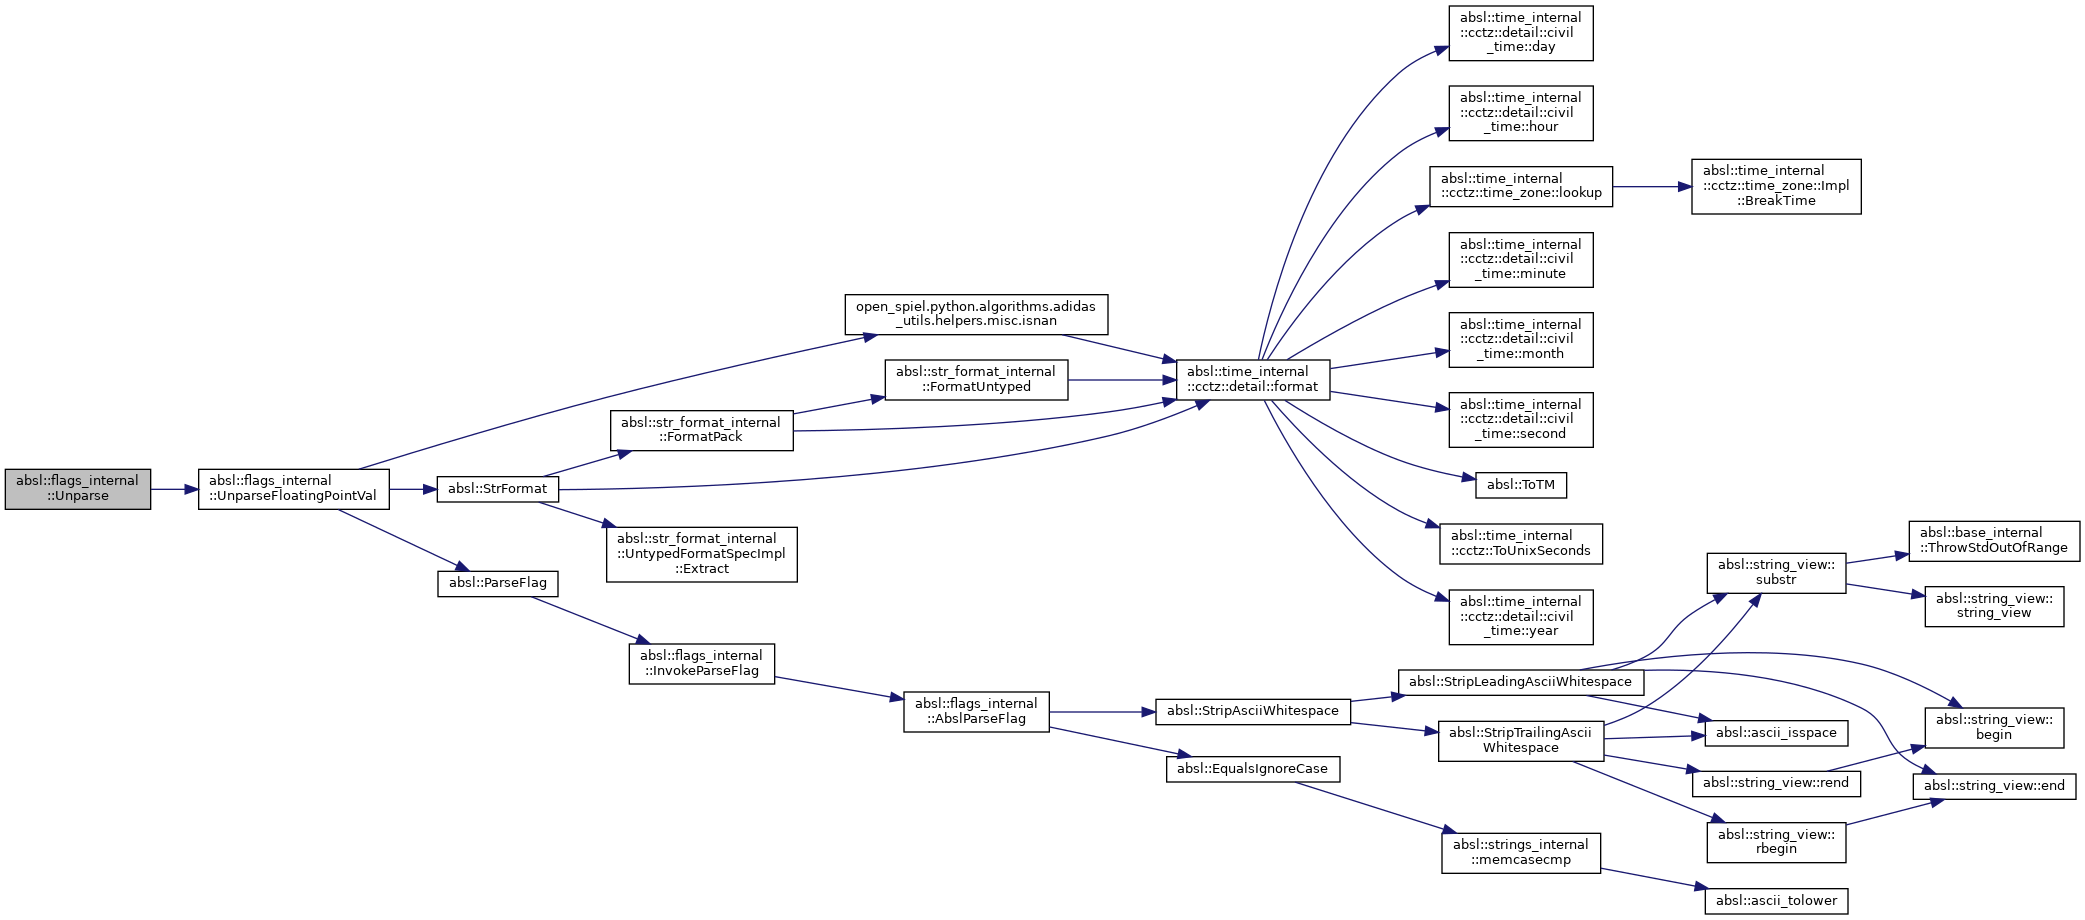 absl::flags_internal
::Unparse
absl::flags_internal
::UnparseFloatingPointVal
open_spiel.python.algorithms.adidas
_utils.helpers.misc.isnan
absl::StrFormat
absl::ParseFlag
absl::str_format_internal
::FormatPack
absl::str_format_internal
::FormatUntyped
absl::str_format_internal
::UntypedFormatSpecImpl
::Extract
absl::time_internal
::cctz::detail::format
absl::time_internal
::cctz::detail::civil
_time::day
absl::time_internal
::cctz::detail::civil
_time::hour
absl::time_internal
::cctz::time_zone::lookup
absl::time_internal
::cctz::time_zone::Impl
::BreakTime
absl::time_internal
::cctz::detail::civil
_time::minute
absl::time_internal
::cctz::detail::civil
_time::month
absl::time_internal
::cctz::detail::civil
_time::second
absl::ToTM
absl::time_internal
::cctz::ToUnixSeconds
absl::time_internal
::cctz::detail::civil
_time::year
absl::flags_internal
::InvokeParseFlag
absl::flags_internal
::AbslParseFlag
absl::StripAsciiWhitespace
absl::EqualsIgnoreCase
absl::StripLeadingAsciiWhitespace
absl::StripTrailingAscii
Whitespace
absl::strings_internal
::memcasecmp
absl::string_view::
substr
absl::ascii_isspace
absl::string_view::rend
absl::string_view::
rbegin
absl::ascii_tolower
absl::base_internal
::ThrowStdOutOfRange
absl::string_view::
string_view
absl::string_view::
begin
absl::string_view::end